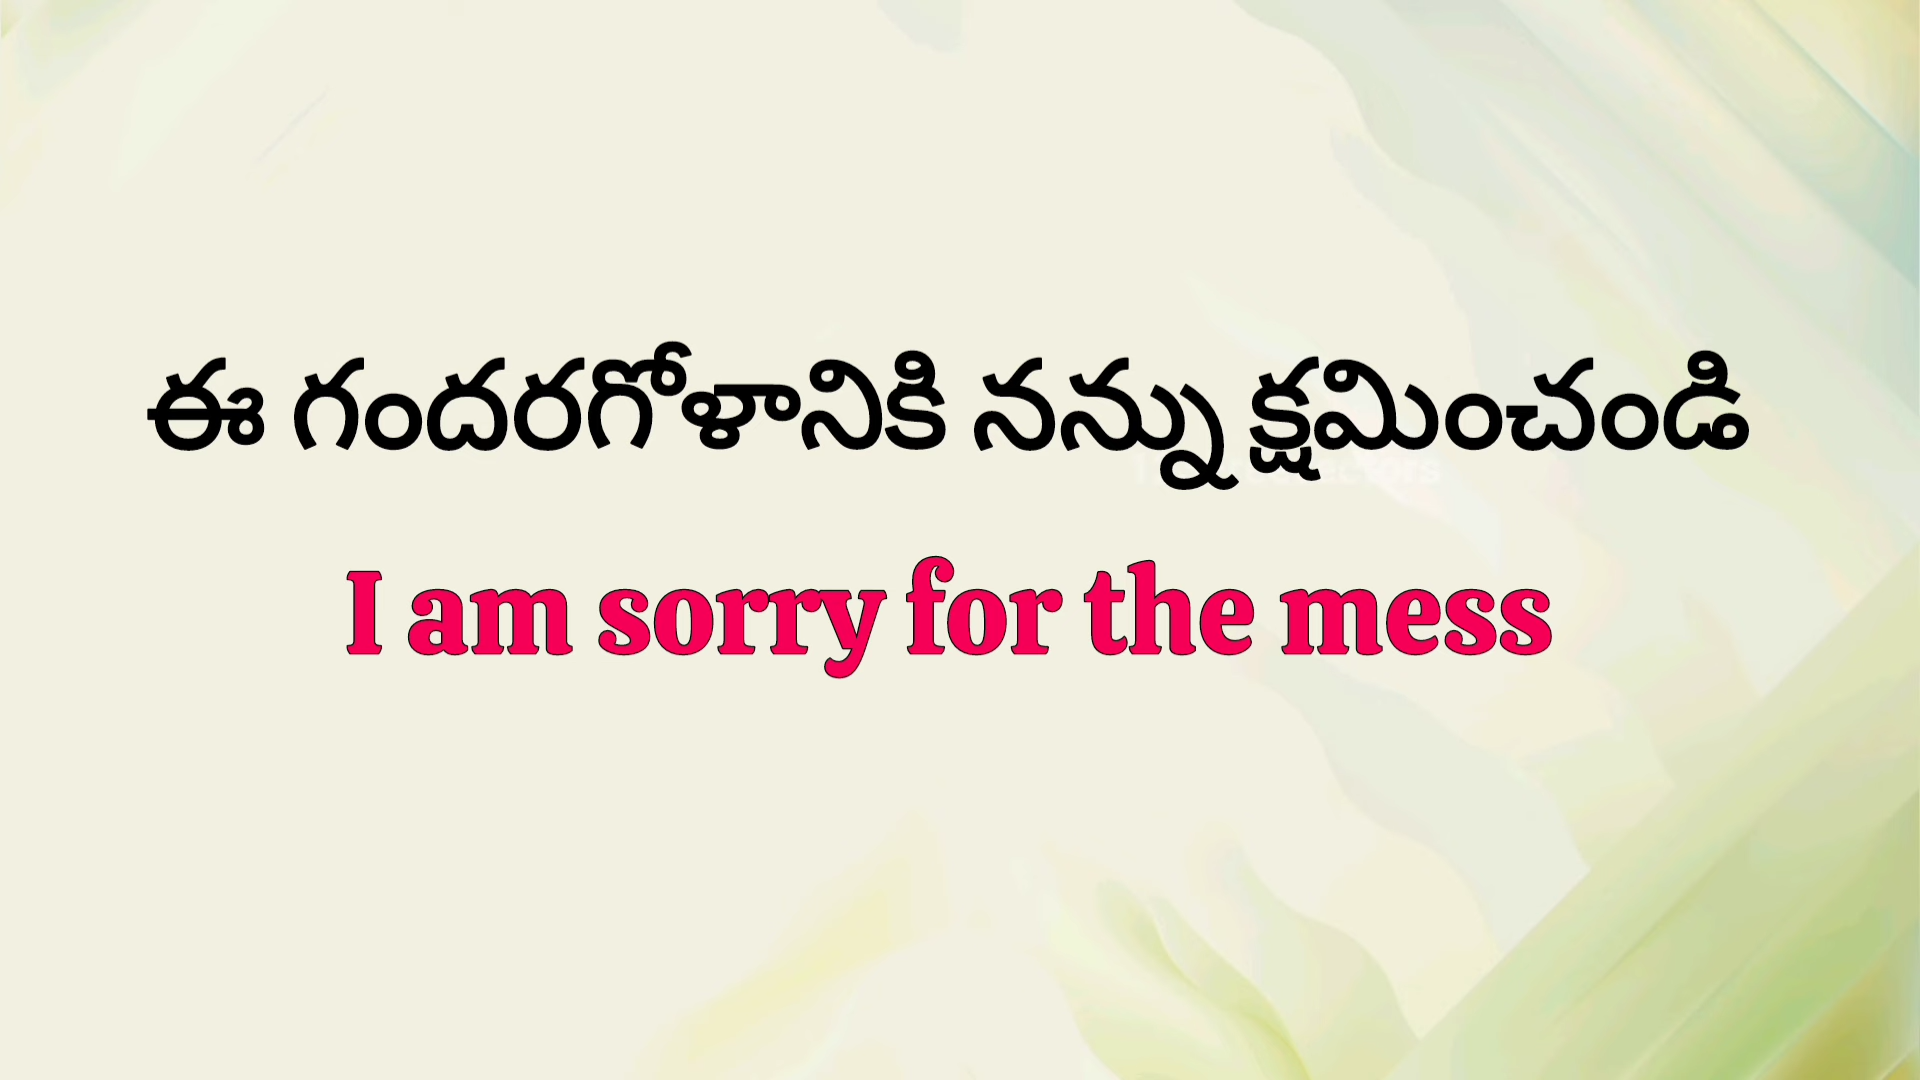 ఈ గందరగోళానికి నన్ను క్షమించండి
I am sorry for the mess